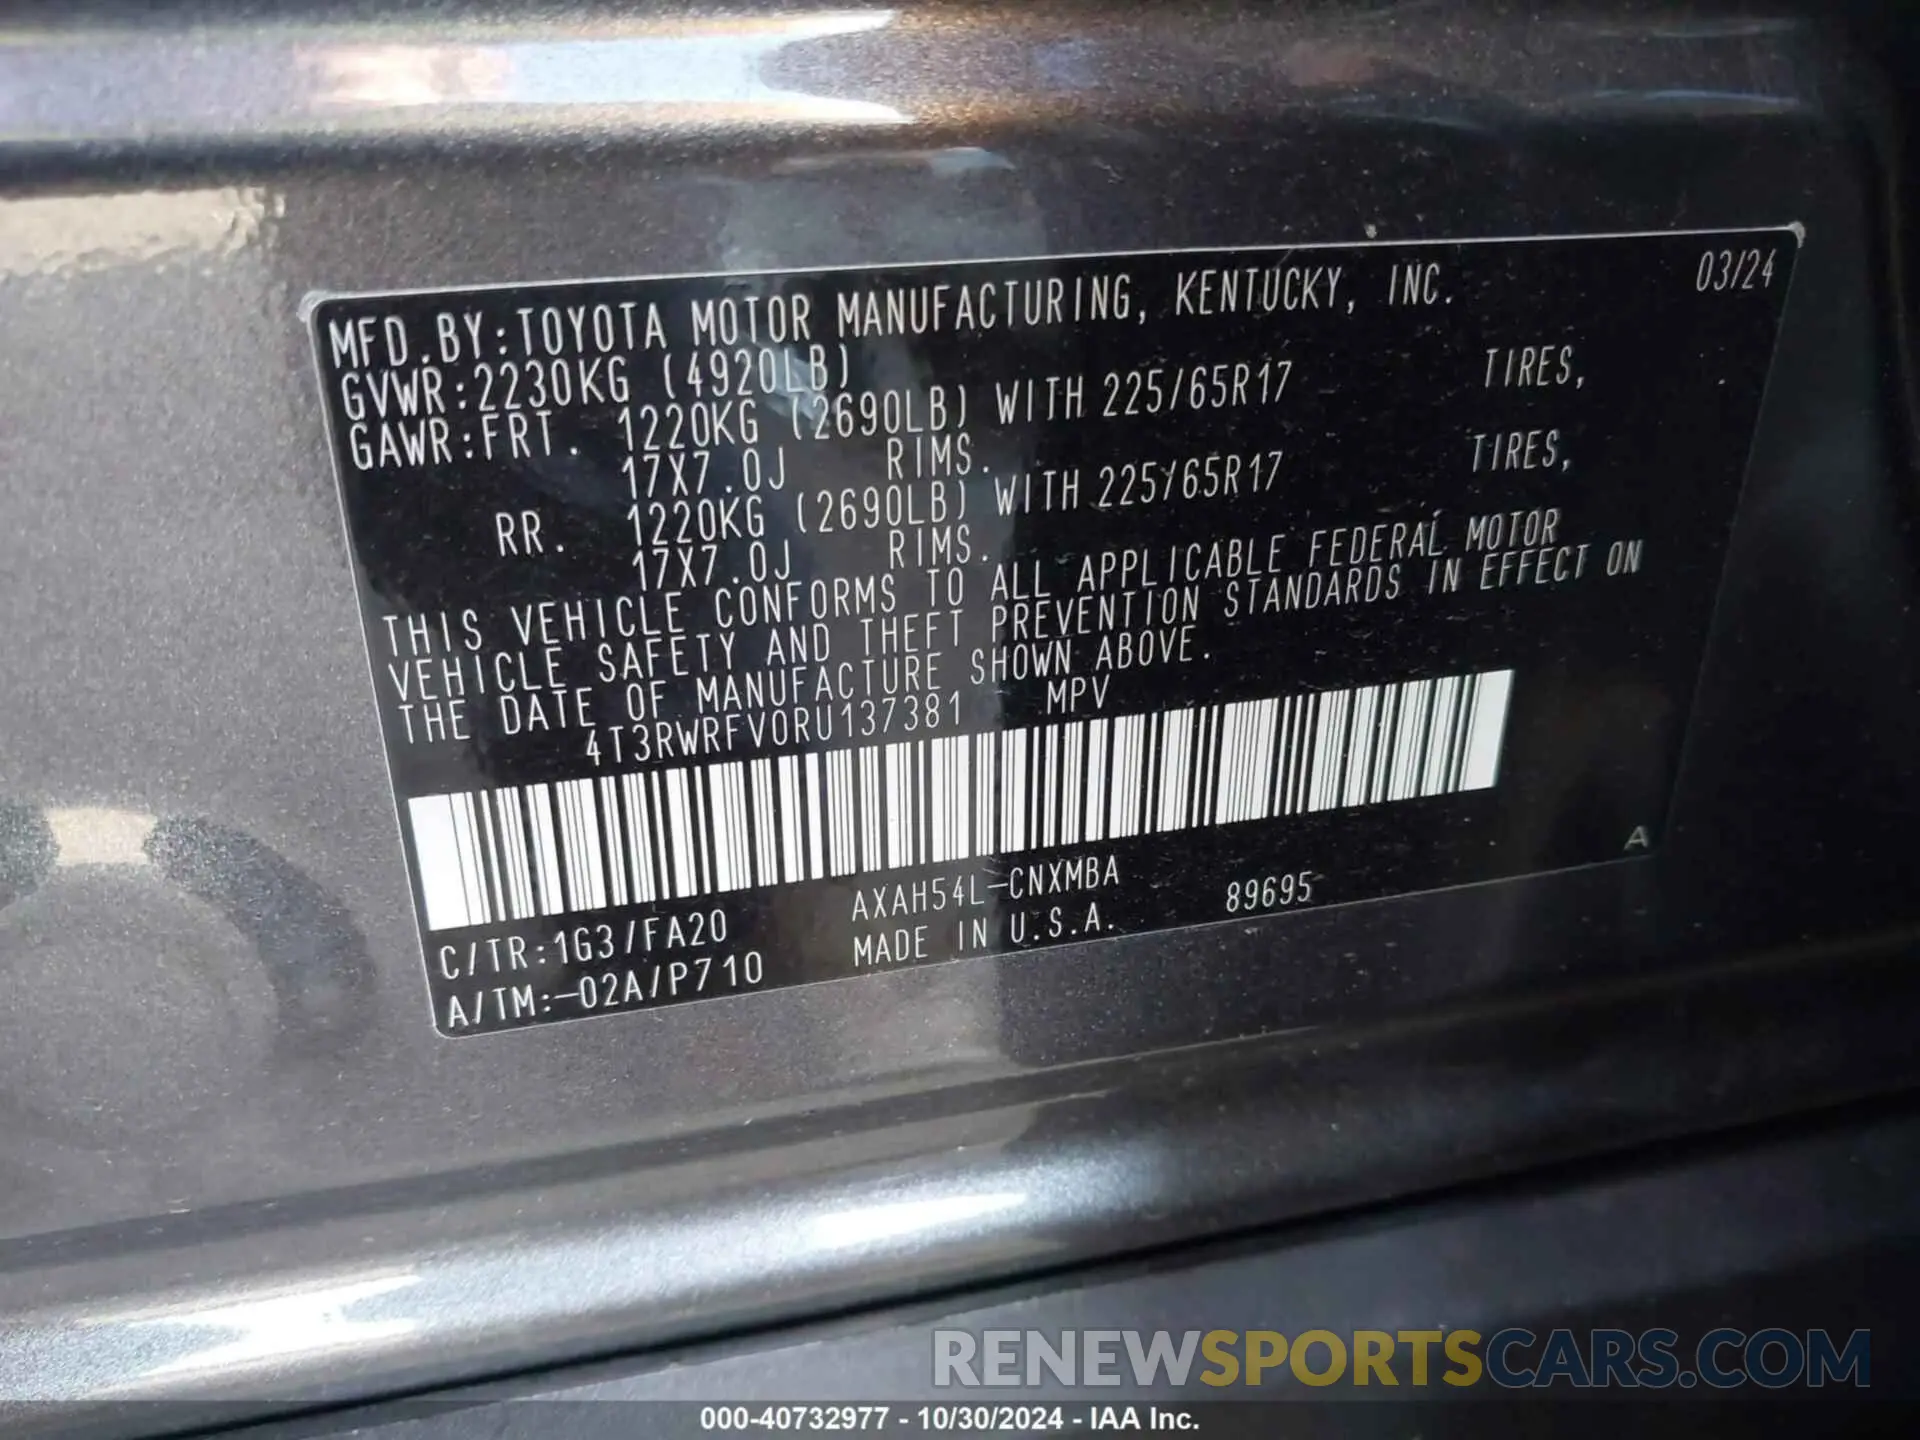 MFD.BY:TOYOTA MOTOR MANUFACTURING, KENTUCKY, INC. 03/24
GVWR:2230KG (4920LB)
GAWR:FRT. 1220KG (2690LB) WITH 225/65R17 TIRES,
17X7.0J RIMS.
RR. 1220KG (2690LB) WITH 225/65R17 TIRES,
17X7.0J RIMS.
THIS VEHICLE CONFORMS TO ALL APPLICABLE FEDERAL MOTOR
VEHICLE SAFETY AND THEFT PREVENTION STANDARDS IN EFFECT ON
THE DATE OF MANUFACTURE SHOWN ABOVE.
4T3RWRFV0RU137381 MPV
A
C/TR:1G3/FA20 AXAH54L-CNXMBA 89695
A/TM:-02A/P710 MADE IN U.S.A.
RENEWSPORTSCARS.COM
000-40732977 - 10/30/2024 - IAA Inc.